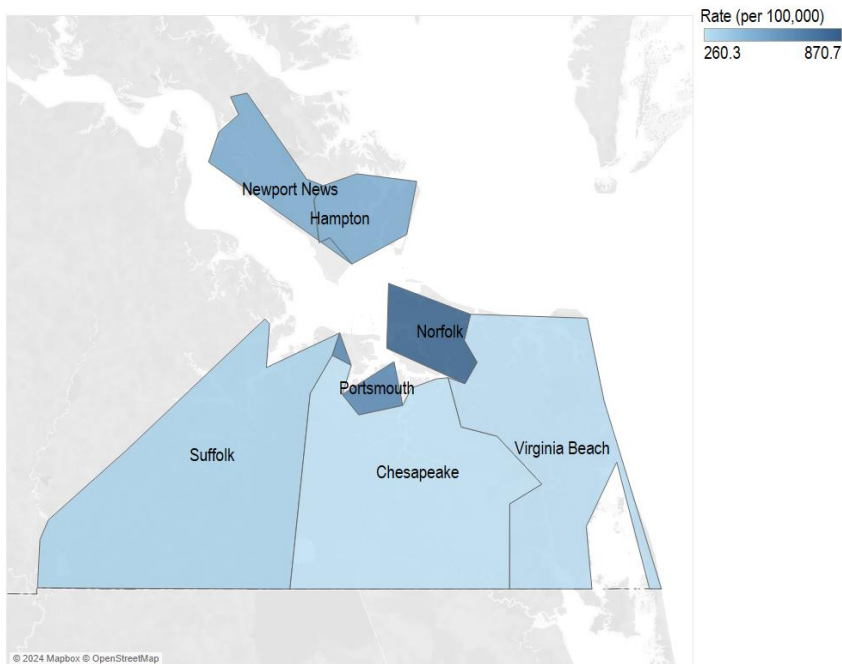 Rate (per 100,000)
260.3 870.7
Newport News
Hampton
Norfolk
Portsmouth
Suffolk
Virginia Beach
Chesapeake
© 2024 Mapbox © OpenStreetMap